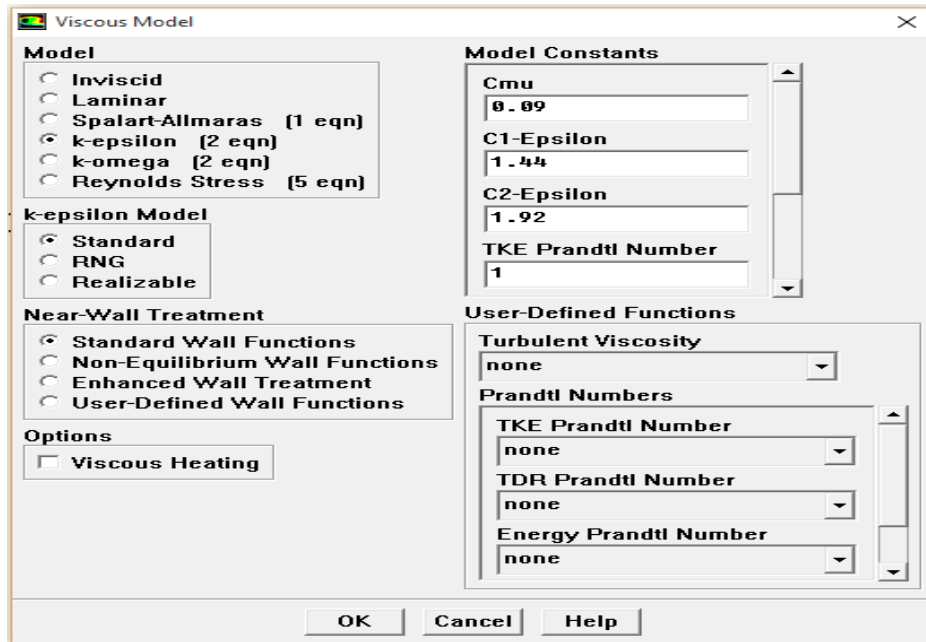 Viscous Model
Model
Inviscid
Laminar
Spalart-Allmaras (1 eqn)
k-epsilon (2 eqn)
k-omega (2 eqn)
Reynolds Stress (5 eqn)
k-epsilon Model
Standard
RNG
Realizable
Near-Wall Treatment
Standard Wall Functions
Non-Equilibrium Wall Functions
Enhanced Wall Treatment
User-Defined Wall Functions
Options
Viscous Heating
Model Constants
Cmu
0.09
C1-Epsilon
1.44
C2-Epsilon
1.92
TKE Prandtl Number
1
User-Defined Functions
Turbulent Viscosity
none
Prandtl Numbers
TKE Prandtl Number
none
TDR Prandtl Number
none
Energy Prandtl Number
none
OK Cancel Help